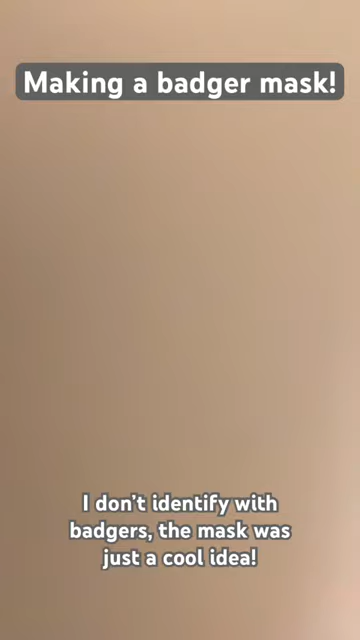 Making a badger mask!
I don't identify with
badgers, the mask was
just a cool idea!